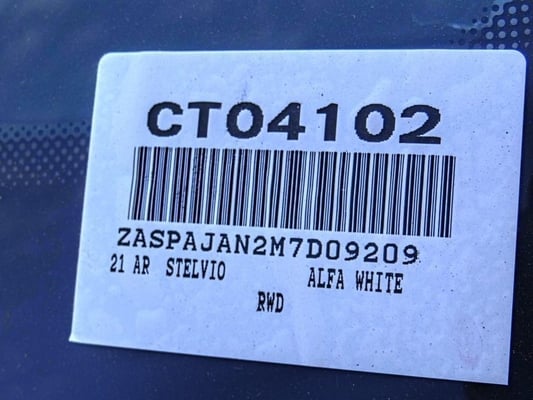 CT04102
ZASPAJAN2M7D09209
21 AR STELVIO ALFA WHITE
RWD